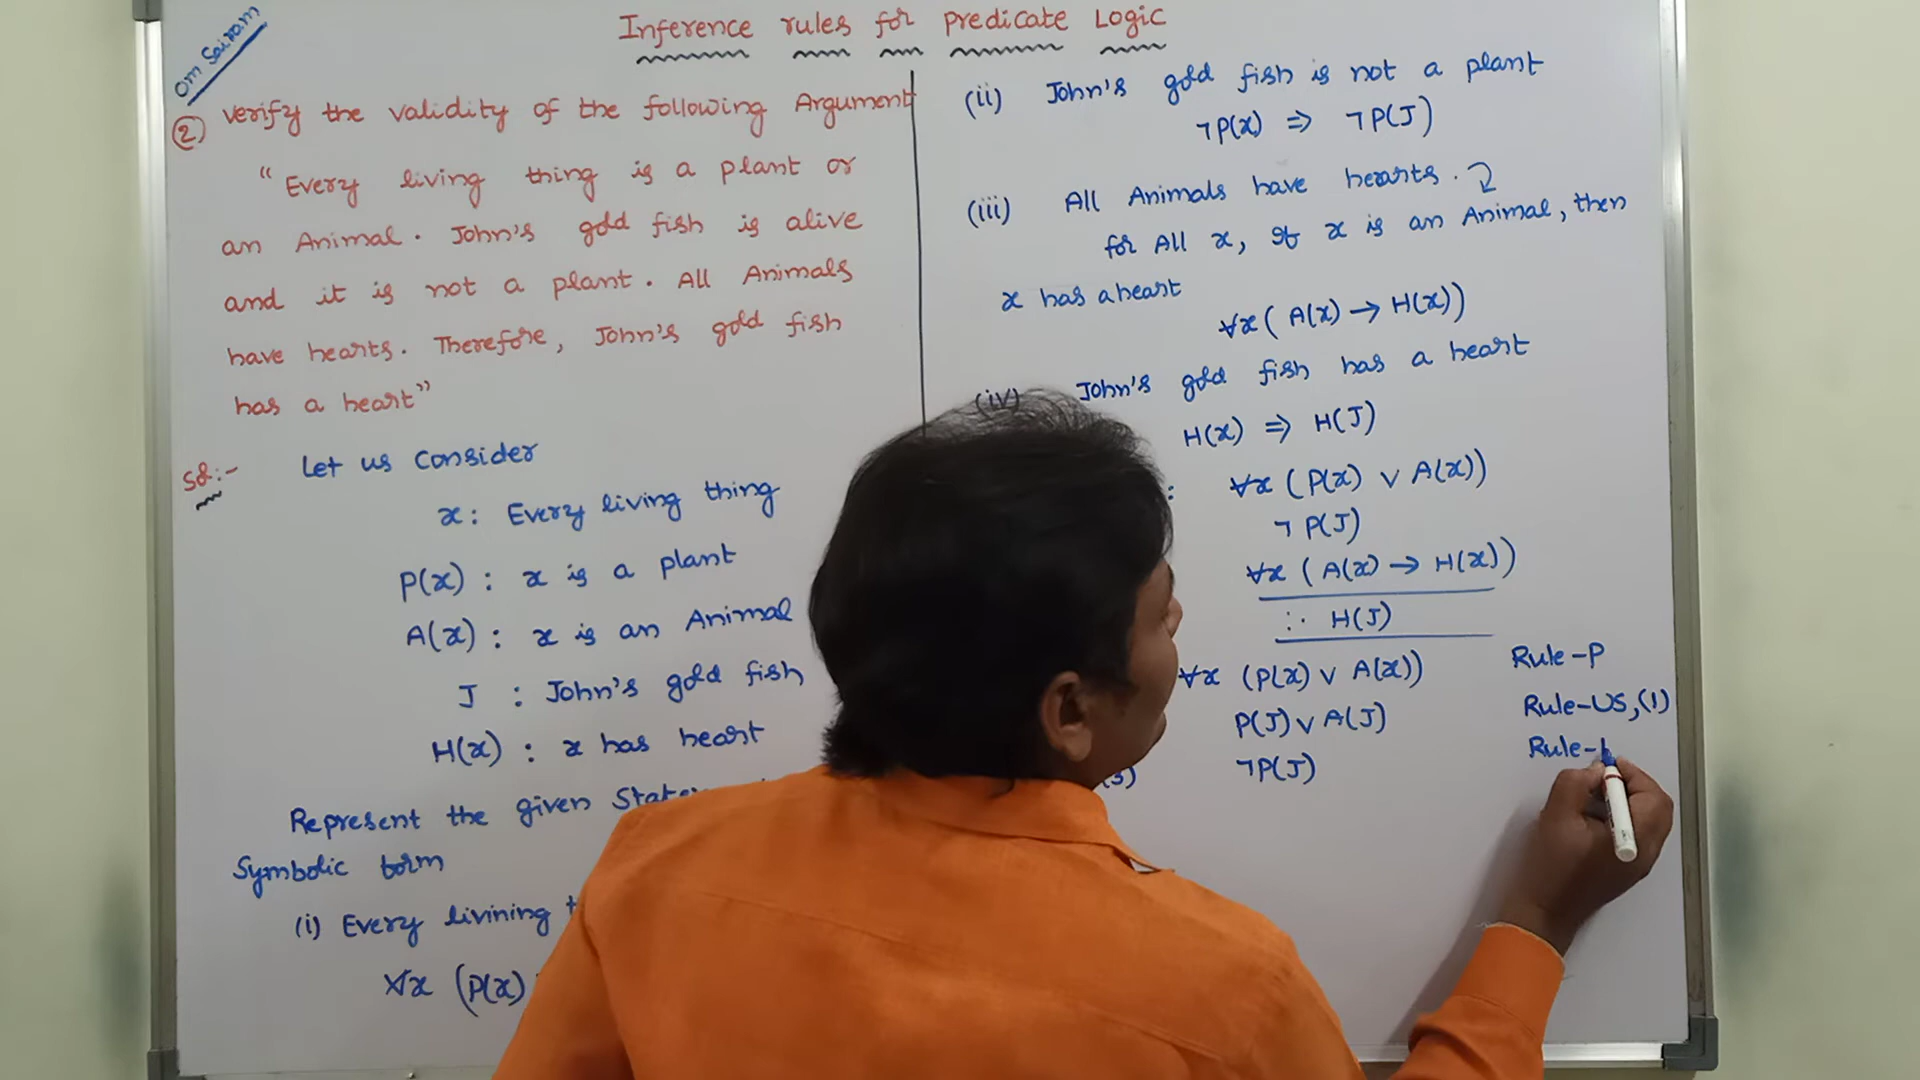 Om Sairam
Inference rules for predicate Logic
② Verify the validity of the following Argument
"Every living thing is a plant or
an Animal. John's gold fish is alive
and it is not a plant. All Animals
have hearts. Therefore, John's gold fish
has a heart"
Sol:- Let us consider
x : Every living thing
P(x) : x is a plant
A(x) : x is an Animal
J : John's gold fish
H(x) : x has heart
Represent the given
Symbolic form
(i) Every livining
∀x (P(x)
(ii) John's gold fish is not a plant
¬P(x) ⇒ ¬P(J)
(iii) All Animals have hearts. ↴
for All x, If x is an Animal, then
x has a heart
∀x ( A(x) → H(x))
(iv) John's gold fish has a heart
H(x) ⇒ H(J)
: ∀x (P(x) ∨ A(x))
¬ P(J)
∀x ( A(x) → H(x))
∴ H(J)
∀x (P(x) ∨ A(x)) Rule-P
P(J) ∨ A(J) Rule-US,(1)
(3) ¬P(J) Rule-